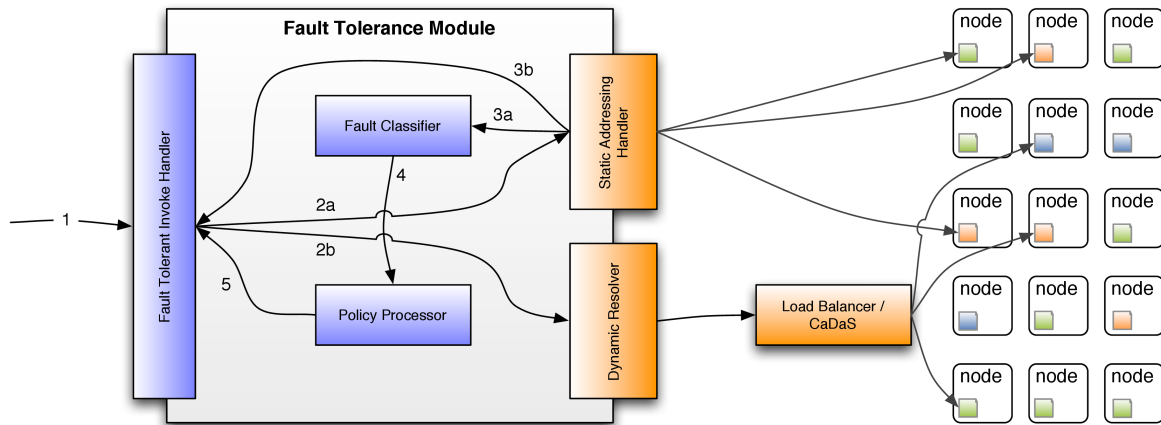 Fault Tolerance Module
Fault Tolerant Invoke Handler
Fault Classifier
Policy Processor
Static Addressing
Handler
Dynamic Resolver
Load Balancer /
CaDaS
1
2a
2b
3a
3b
4
5
node node node
node node node
node node node
node node node
node node node